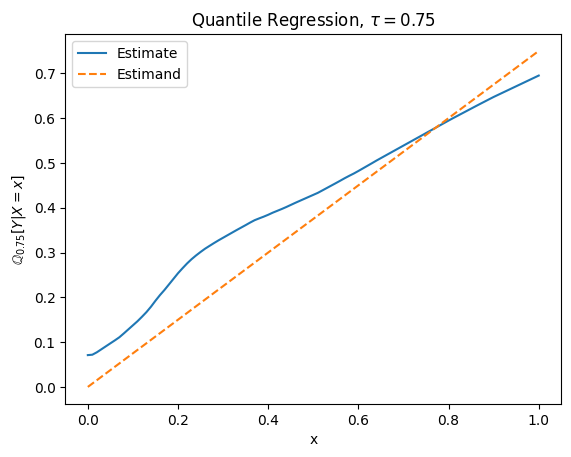 Quantile Regression, τ = 0.75
Estimate
Estimand
0.7
0.6
0.5
0.4
0.3
0.2
0.1
0.0
ℚ₀.₇₅[Y|X = x]
0.0 0.2 0.4 0.6 0.8 1.0
x